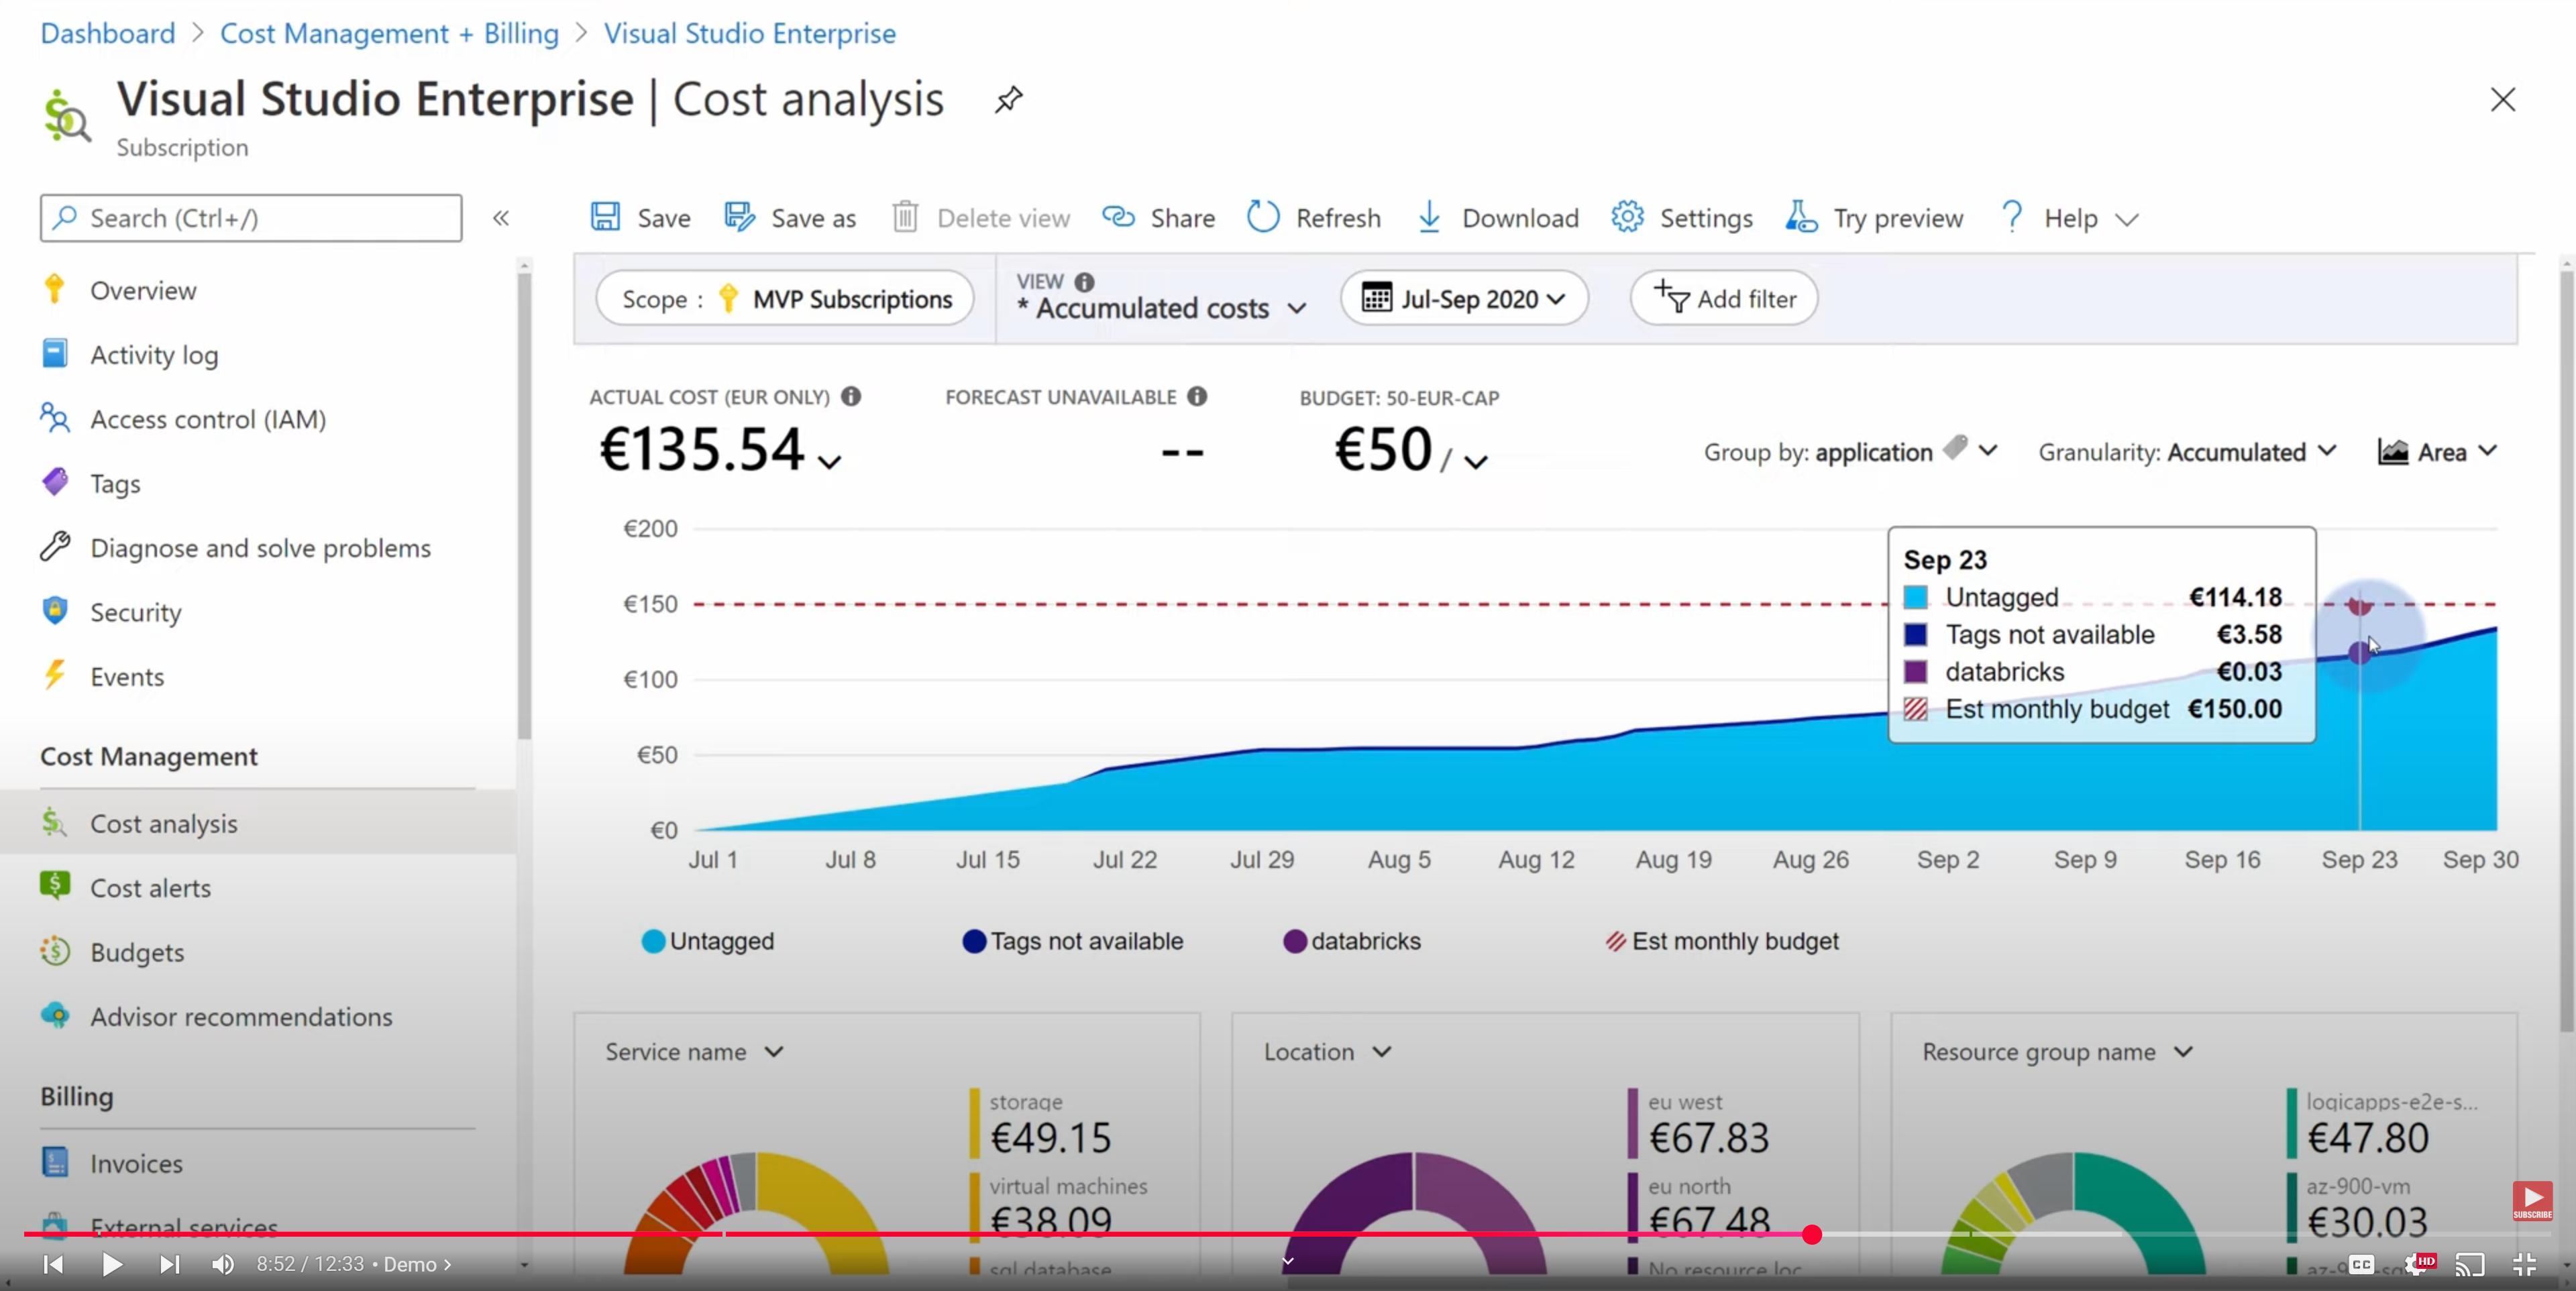 Dashboard > Cost Management + Billing > Visual Studio Enterprise
Visual Studio Enterprise | Cost analysis
Subscription
Search (Ctrl+/)
«
Overview
Activity log
Access control (IAM)
Tags
Diagnose and solve problems
Security
Events
Cost Management
Cost analysis
Cost alerts
Budgets
Advisor recommendations
Billing
Invoices
External services
Save Save as Delete view Share Refresh Download Settings Try preview ? Help
Scope : MVP Subscriptions
VIEW
* Accumulated costs
Jul-Sep 2020
Add filter
ACTUAL COST (EUR ONLY)
€135.54
FORECAST UNAVAILABLE
--
BUDGET: 50-EUR-CAP
€50 /
Group by: application
Granularity: Accumulated
Area
€200
€150
€100
€50
€0
Sep 23
Untagged €114.18
Tags not available €3.58
databricks €0.03
Est monthly budget €150.00
Jul 1 Jul 8 Jul 15 Jul 22 Jul 29 Aug 5 Aug 12 Aug 19 Aug 26 Sep 2 Sep 9 Sep 16 Sep 23 Sep 30
Untagged Tags not available databricks Est monthly budget
Service name
storage
€49.15
virtual machines
€38.09
sql database
Location
eu west
€67.83
eu north
€67.48
No resource loc
Resource group name
logicapps-e2e-s...
€47.80
az-900-vm
€30.03
SUBSCRIBE
8:52 / 12:33 • Demo >
CC
HD